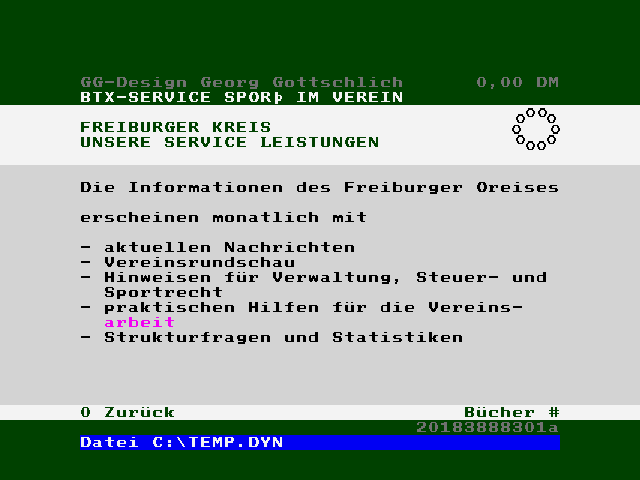 GG-Design Georg Gottschlich 0,00 DM
BTX-SERVICE SPORÞ IM VEREIN
FREIBURGER KREIS
UNSERE SERVICE LEISTUNGEN
Die Informationen des Freiburger Oreises
erscheinen monatlich mit
- aktuellen Nachrichten
- Vereinsrundschau
- Hinweisen für Verwaltung, Steuer- und
Sportrecht
- praktischen Hilfen für die Vereins-
arbeit
- Strukturfragen und Statistiken
0 Zurück Bücher #
20183888301a
Datei C:\TEMP.DYN